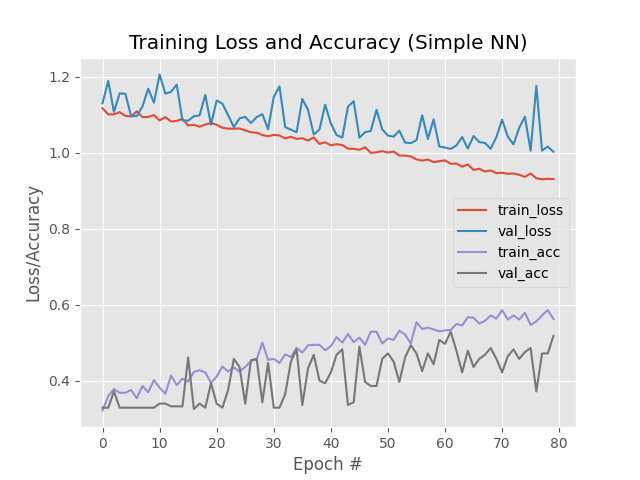 Training Loss and Accuracy (Simple NN)
1.2
1.0
0.8
0.6
0.4
Loss/Accuracy
train_loss
val_loss
train_acc
val_acc
0 10 20 30 40 50 60 70 80
Epoch #